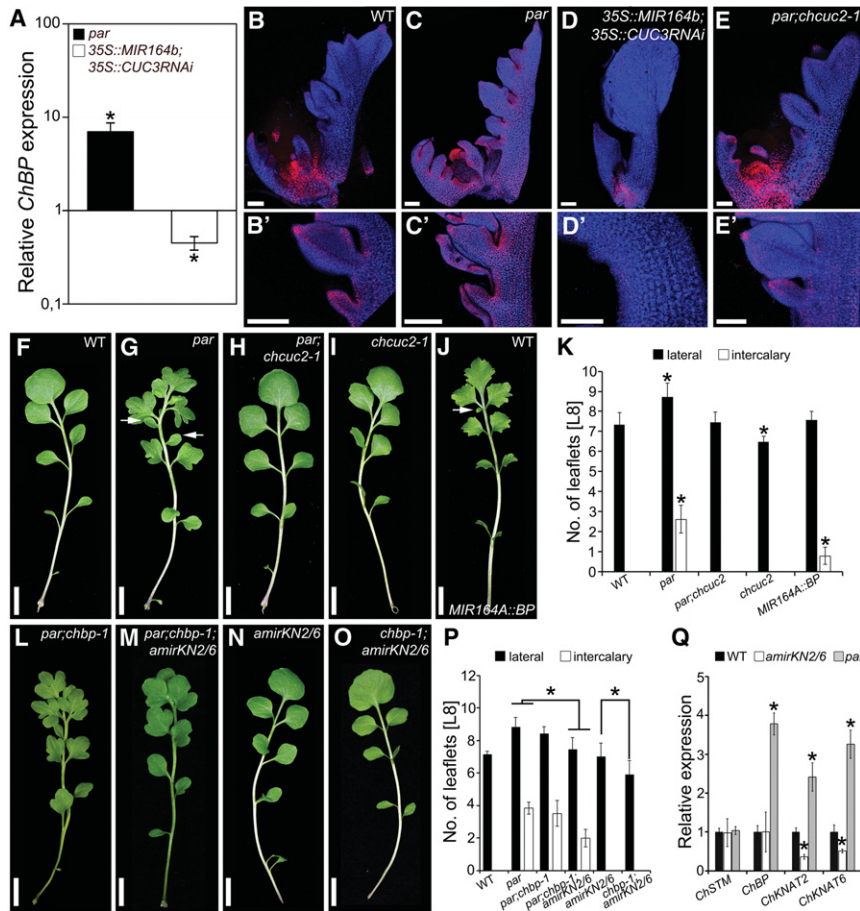 A
Relative ChBP expression
100
10
1
0,1
par
35S::MIR164b;
35S::CUC3RNAi
*
*
B
WT
C
par
D
35S::MIR164b;
35S::CUC3RNAi
E
par;chcuc2-1
B'
C'
D'
E'
F
WT
G
par
H
par;
chcuc2-1
I
chcuc2-1
J
WT
MIR164A::BP
K
lateral
intercalary
No. of leaflets [L8]
10
9
8
7
6
5
4
3
2
1
0
*
*
*
*
WT
par
par;chcuc2
chcuc2
MIR164A::BP
L
par;chbp-1
M
par;chbp-1;
amirKN2/6
N
amirKN2/6
O
chbp-1;
amirKN2/6
P
lateral
intercalary
No. of leaflets [L8]
12
10
8
6
4
2
0
*
*
WT
par
par;chbp-1
par;chbp-1;
amirKN2/6
amirKN2/6
chbp-1;
amirKN2/6
Q
WT
amirKN2/6
Relative expression
5
4
3
2
1
0
*
*
*
*
*
ChSTM
ChBP
ChKNAT2
ChKNAT6